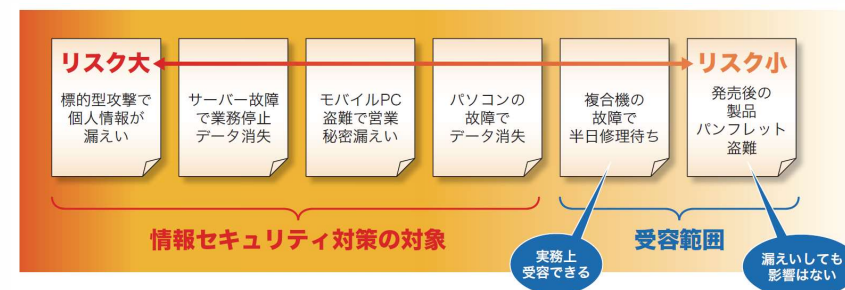 リスク大
リスク小
標的型攻撃で
個人情報が
漏えい
サーバー故障
で業務停止
データ消失
モバイルPC
盗難で営業
秘密漏えい
パソコンの
故障で
データ消失
複合機の
故障で
半日修理待ち
発売後の
製品
パンフレット
盗難
情報セキュリティ対策の対象
受容範囲
実務上
受容できる
漏えいしても
影響はない